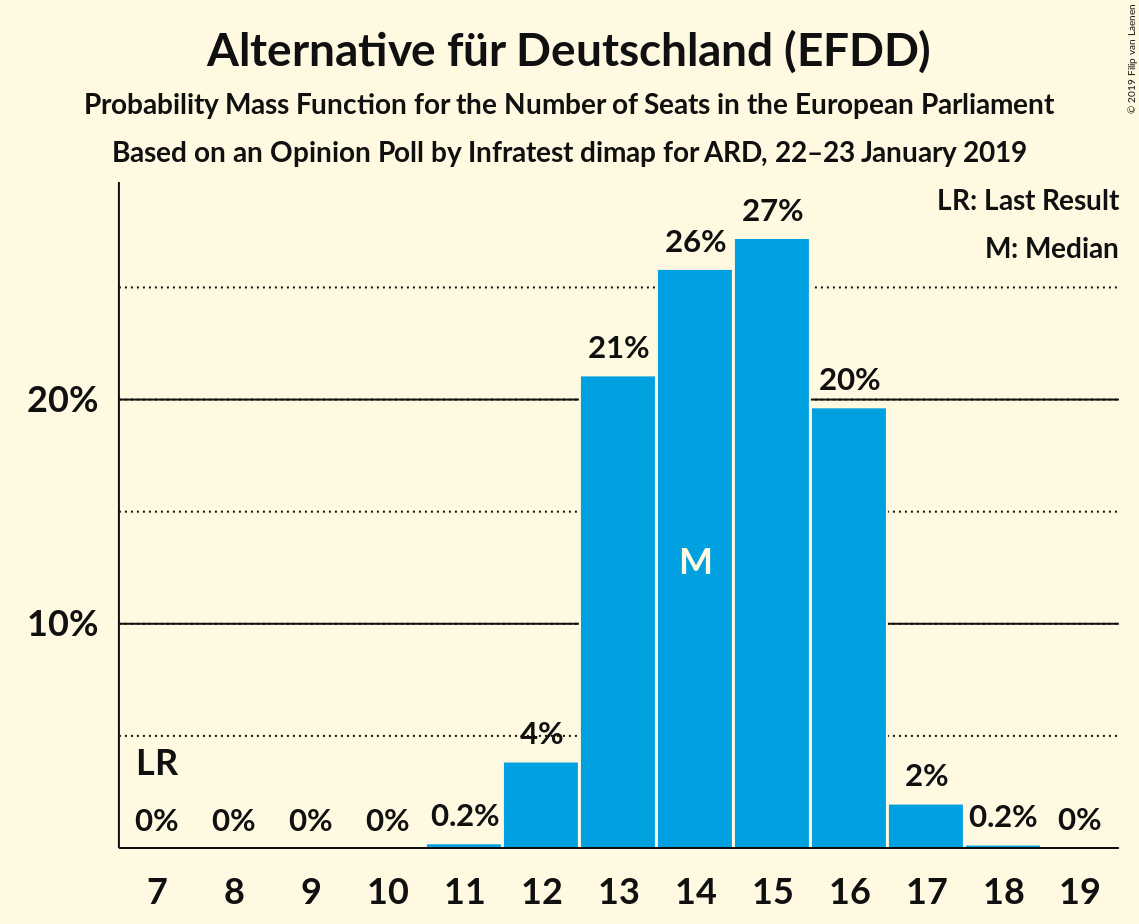 Alternative für Deutschland (EFDD)
Probability Mass Function for the Number of Seats in the European Parliament
Based on an Opinion Poll by Infratest dimap for ARD, 22–23 January 2019
© 2019 Filip van Laenen
LR: Last Result
M: Median
27%
26%
21%
20%
20%
M
10%
4%
LR
2%
0%
0%
0%
0%
0.2%
0.2%
0%
7 8 9 10 11 12 13 14 15 16 17 18 19